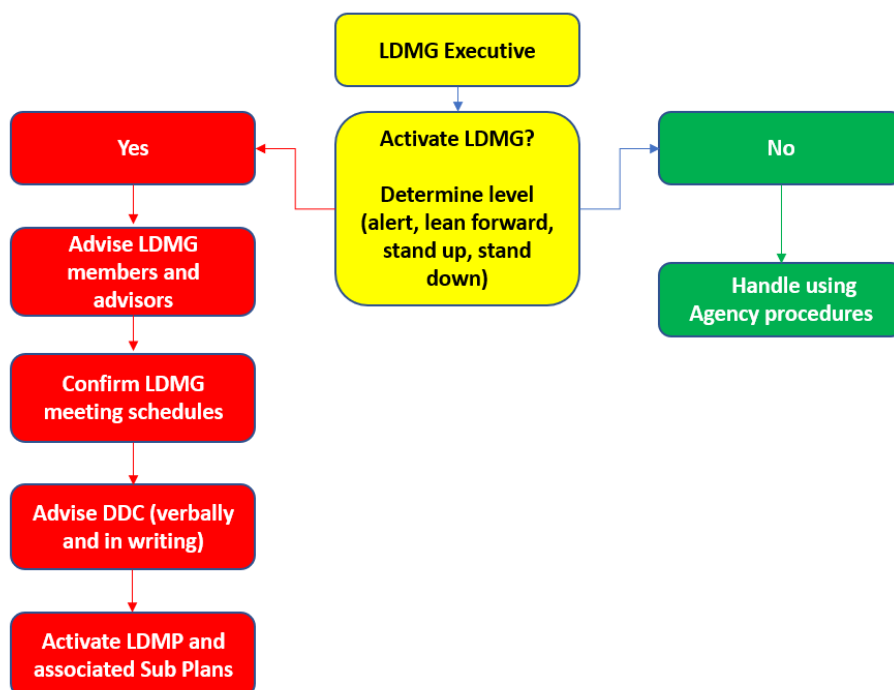 LDMG Executive
Activate LDMG?
Determine level
(alert, lean forward,
stand up, stand
down)
Yes
Advise LDMG
members and
advisors
Confirm LDMG
meeting schedules
Advise DDC (verbally
and in writing)
Activate LDMP and
associated Sub Plans
No
Handle using
Agency procedures